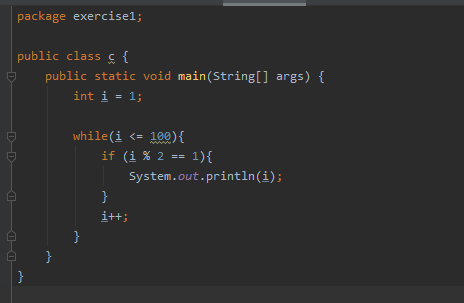 package exercise1;
public class c {
public static void main(String[] args) {
int i = 1;
while(i <= 100){
if (i % 2 == 1){
System.out.println(i);
}
i++;
}
}
}